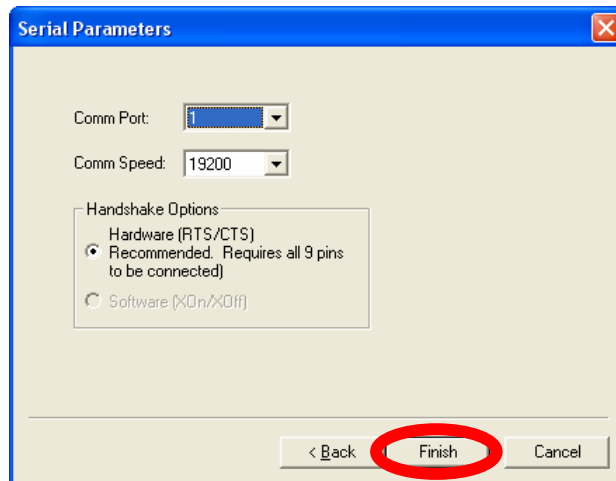 Serial Parameters
Comm Port: 1
Comm Speed: 19200
Handshake Options
Hardware (RTS/CTS)
Recommended. Requires all 9 pins
to be connected)
Software (XOn/XOff)
< Back Finish Cancel